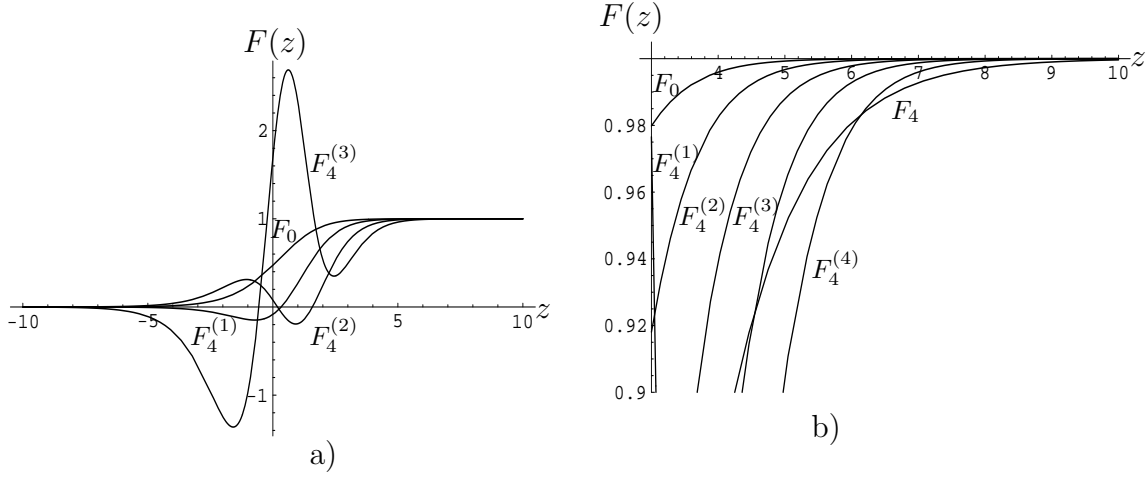 F(z)
2
F_4^{(3)}
1
F_0
-10 -5 5 10 z
F_4^{(1)} F_4^{(2)}
-1
a)
F(z)
4 5 6 7 8 9 10 z
F_0
F_4
0.98
F_4^{(1)}
0.96
F_4^{(2)} F_4^{(3)}
0.94
F_4^{(4)}
0.92
0.9
b)